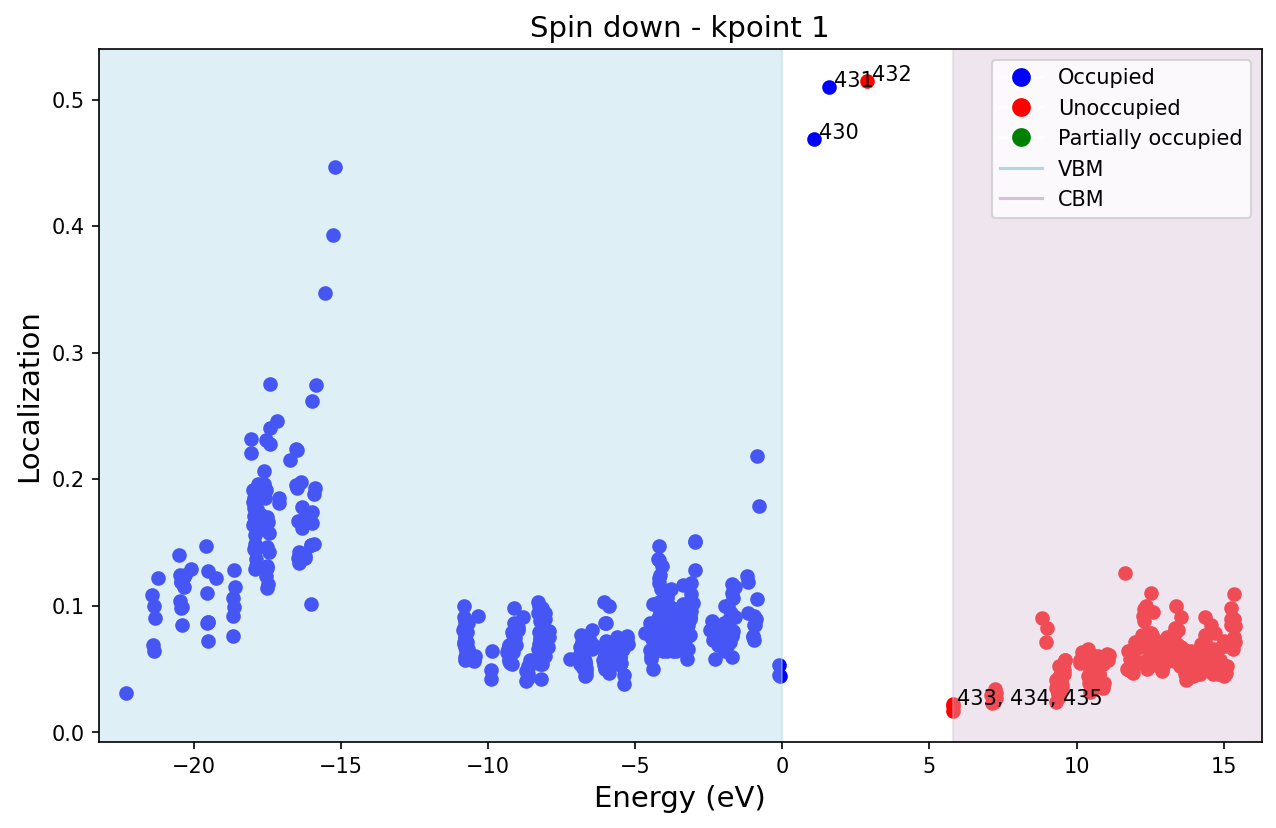 Spin down - kpoint 1
Localization
0.5
0.4
0.3
0.2
0.1
0.0
431
432
430
433, 434, 435
Occupied
Unoccupied
Partially occupied
VBM
CBM
−20
−15
−10
−5
0
5
10
15
Energy (eV)